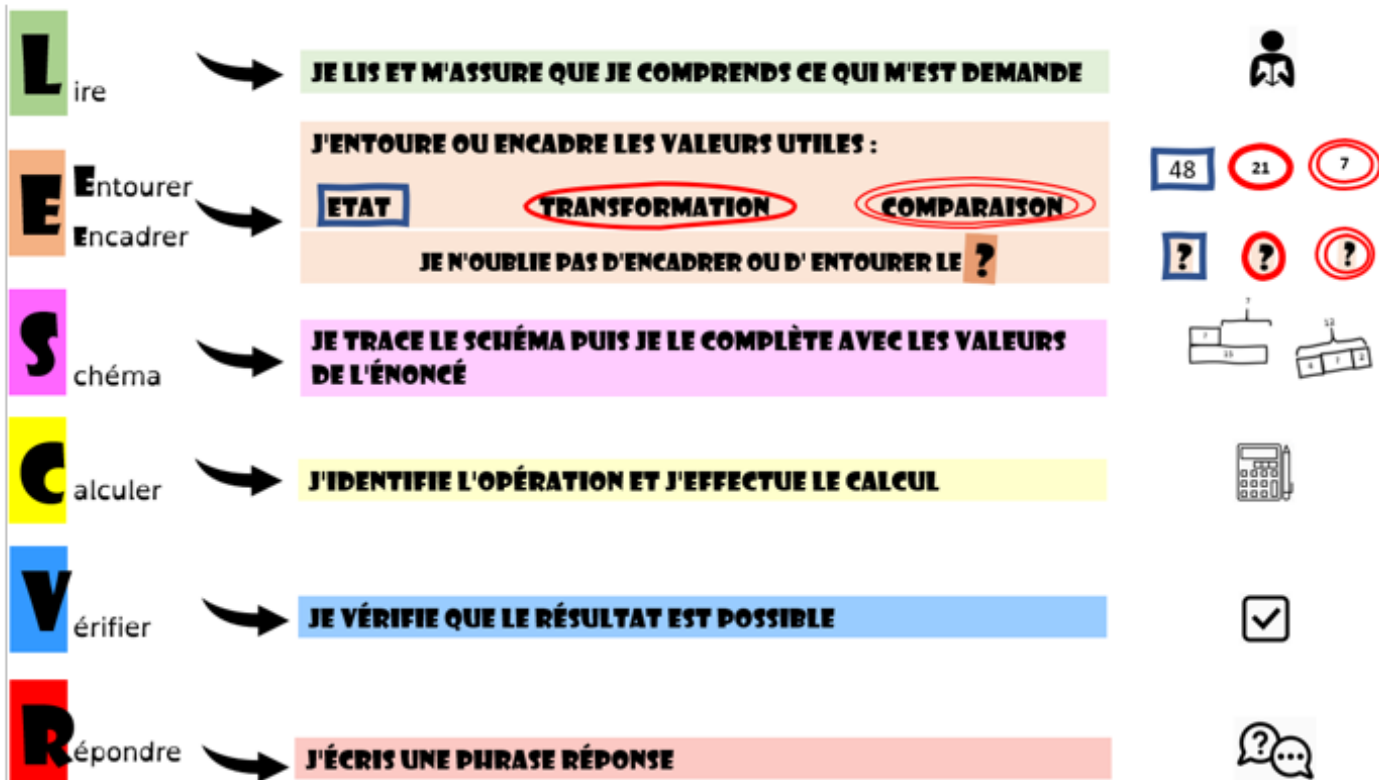 Lire
JE LIS ET M'ASSURE QUE JE COMPRENDS CE QUI M'EST DEMANDE
J'ENTOURE OU ENCADRE LES VALEURS UTILES :
E
Entourer
Encadrer
ETAT TRANSFORMATION COMPARAISON
48 21 7
JE N'OUBLIE PAS D'ENCADRER OU D' ENTOURER LE ?
? ? ?
Schéma
JE TRACE LE SCHÉMA PUIS JE LE COMPLÈTE AVEC LES VALEURS
DE L'ÉNONCÉ
12
Calculer
J'IDENTIFIE L'OPÉRATION ET J'EFFECTUE LE CALCUL
Vérifier
JE VÉRIFIE QUE LE RÉSULTAT EST POSSIBLE
Répondre
J'ÉCRIS UNE PHRASE RÉPONSE
?